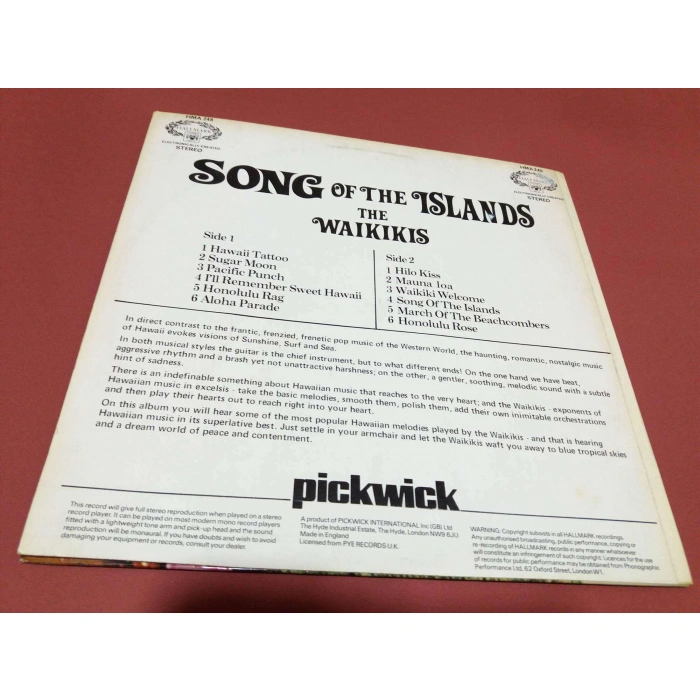 HMA 245
HALLMARK
ELECTRONICALLY CREATED
STEREO
HMA 245
STEREO
SONG OF THE ISLANDS
THE
WAIKIKIS
Side 1
1 Hawaii Tattoo
2 Sugar Moon
3 Pacific Punch
4 I'll Remember Sweet Hawaii
5 Honolulu Rag
6 Aloha Parade
Side 2
1 Hilo Kiss
2 Mauna loa
3 Waikiki Welcome
4 Song Of The Islands
5 March Of The Beachcombers
6 Honolulu Rose
In direct contrast to the frantic, frenzied, frenetic pop music of the Western World, the haunting, romantic, nostalgic music
of Hawaii evokes visions of Sunshine, Surf and Sea.
In both musical styles the guitar is the chief instrument, but to what different ends! On the one hand we have beat,
aggressive rhythm and a brash yet not unattractive harshness; on the other, a gentler, soothing, melodic sound with a subtle
hint of sadness.
There is an indefinable something about Hawaiian music that reaches to the very heart; and the Waikikis - exponents of
Hawaiian music in excelsis - take the basic melodies, smooth them, polish them, add their own inimitable orchestrations
and then play their hearts out to reach right into your heart.
On this album you will hear some of the most popular Hawaiian melodies played by the Waikikis - and that is hearing
Hawaiian music in its superlative best. Just settle in your armchair and let the Waikikis waft you away to blue tropical skies
and a dream world of peace and contentment.
pickwick
This record will give full stereo reproduction when played on a stereo
record player. It can be played on most modern mono record players
fitted with a lightweight tone arm and pick-up head and the sound
reproduction will be monaural. If you have doubts and wish to avoid
damaging your equipment or records, consult your dealer.
A product of PICKWICK INTERNATIONAL Inc (GB) Ltd
The Hyde Industrial Estate, The Hyde, London NW9 6JU
Made in England
Licensed from PYE RECORDS U.K.
WARNING: Copyright subsists in all HALLMARK recordings.
Any unauthorised broadcasting, public performance, copying or
re-recording of HALLMARK records in any manner whatsoever
will constitute an infringement of such copyright. Licences for the use
of records for public performance may be obtained from Phonographic
Performance Ltd., 62 Oxford Street, London W1.